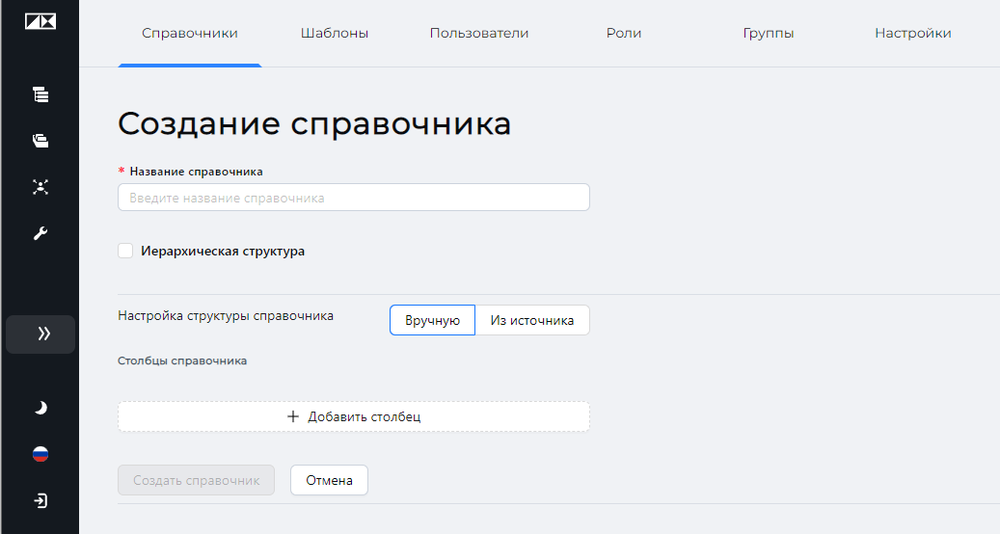 Справочники Шаблоны Пользователи Роли Группы Настройки
Создание справочника
* Название справочника
Введите название справочника
Иерархическая структура
Настройка структуры справочника Вручную Из источника
Столбцы справочника
+ Добавить столбец
Создать справочник Отмена